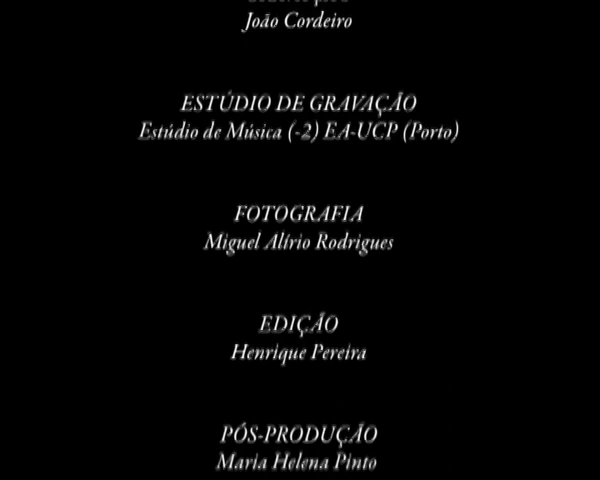 João Cordeiro
ESTÚDIO DE GRAVAÇÃO
Estúdio de Música (-2) EA-UCP (Porto)
FOTOGRAFIA
Miguel Alírio Rodrigues
EDIÇÃO
Henrique Pereira
PÓS-PRODUÇÃO
Maria Helena Pinto